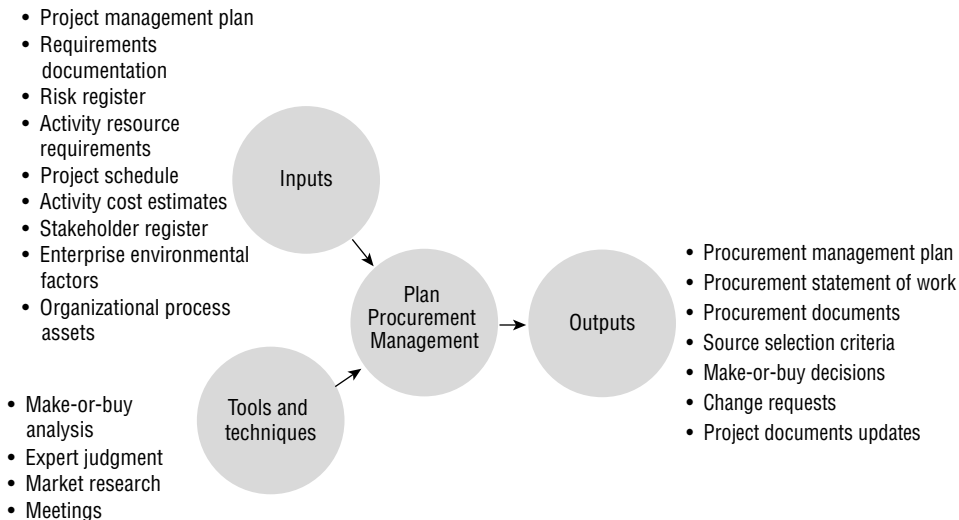 • Project management plan
• Requirements
documentation
• Risk register
• Activity resource
requirements
• Project schedule
• Activity cost estimates
• Stakeholder register
• Enterprise environmental
factors
• Organizational process
assets
Inputs
Plan
Procurement
Management
Outputs
• Procurement management plan
• Procurement statement of work
• Procurement documents
• Source selection criteria
• Make-or-buy decisions
• Change requests
• Project documents updates
Tools and
techniques
• Make-or-buy
analysis
• Expert judgment
• Market research
• Meetings